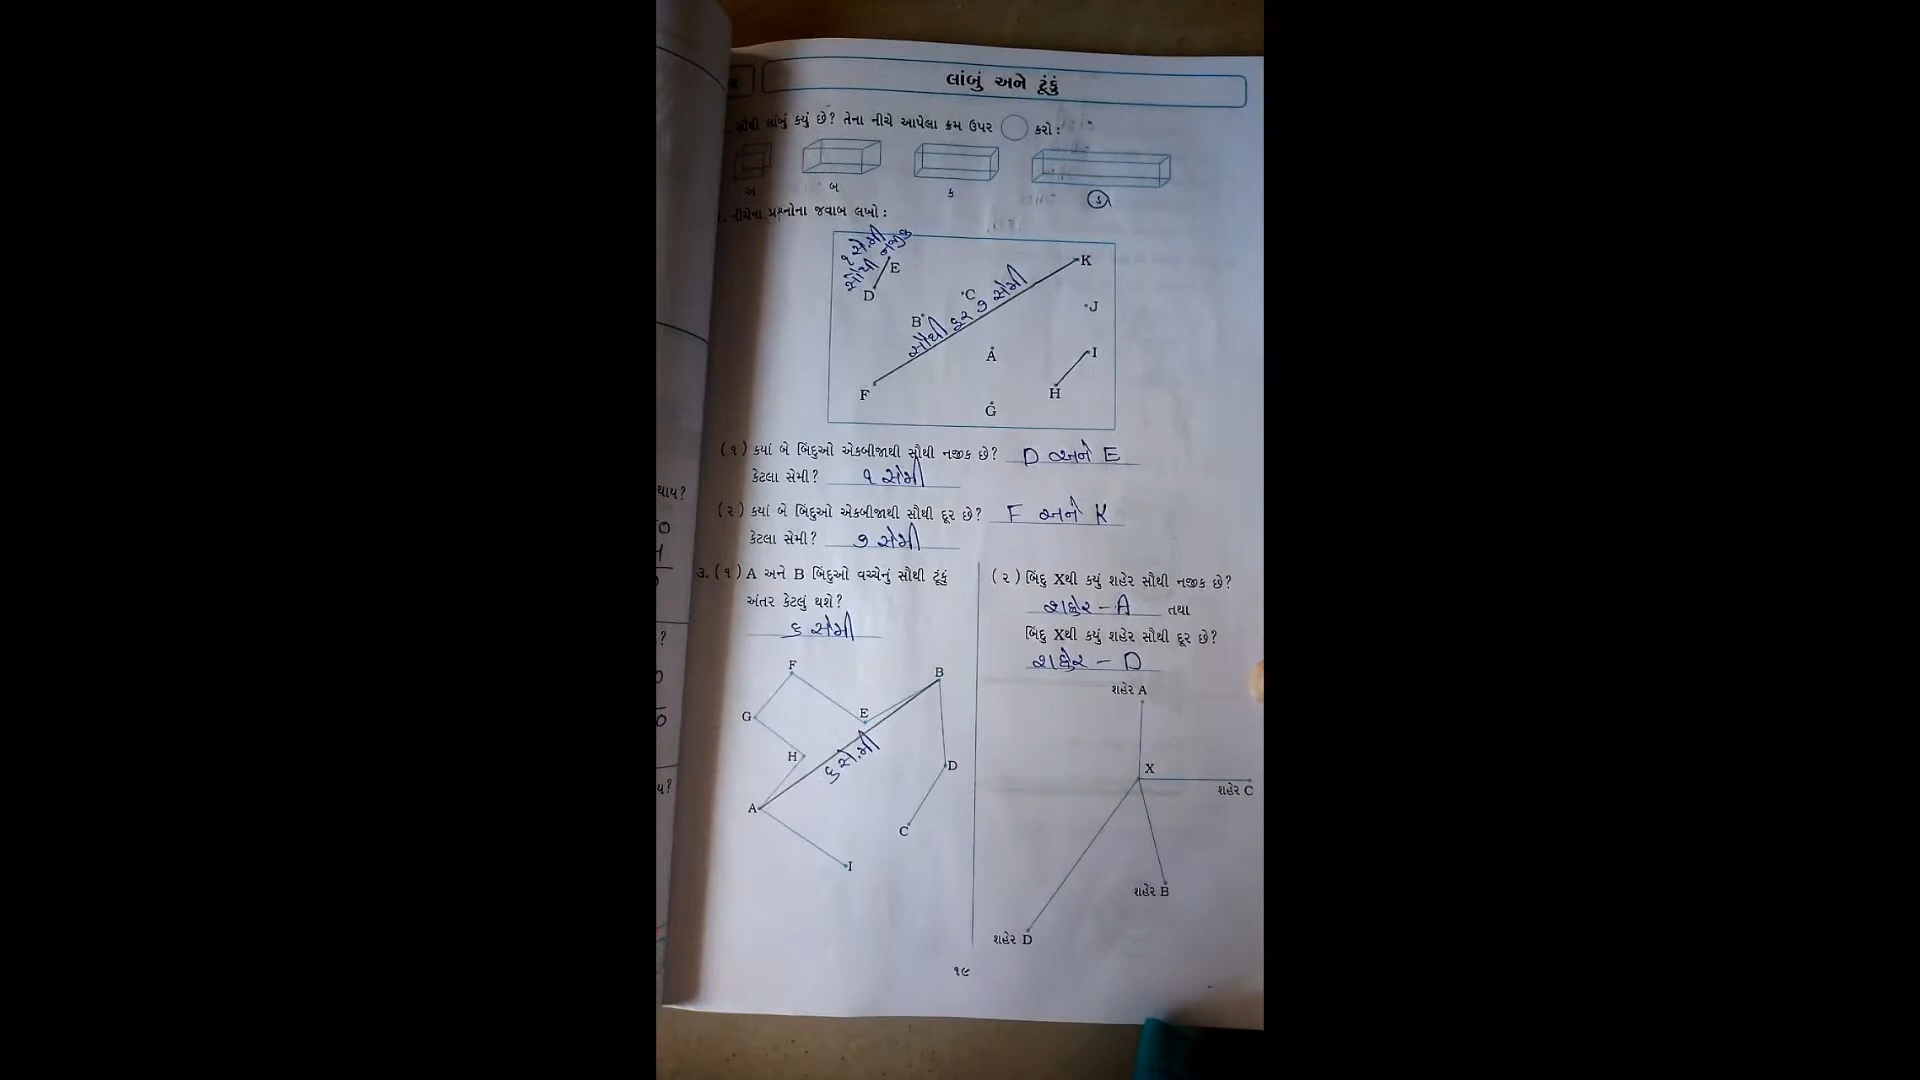 લાંબું અને ટૂંકું
સૌથી લાંબું કયું છે? તેના નીચે આપેલા ક્રમ ઉપર ◯ કરો :
અ બ ક ડ
નીચેના પ્રશ્નોના જવાબ લખો :
૧ સે.મી
સૌથી નજીક
E
D
K
C
J
B
સૌથી દૂર ૭ સેમી
A
I
F
H
G
(૧) કયાં બે બિંદુઓ એકબીજાથી સૌથી નજીક છે? D અને E
કેટલા સેમી? ૧ સેમી
(૨) કયાં બે બિંદુઓ એકબીજાથી સૌથી દૂર છે? F અને K
કેટલા સેમી? ૭ સેમી
૩. (૧) A અને B બિંદુઓ વચ્ચેનું સૌથી ટૂંકું
અંતર કેટલું થશે?
૬ સેમી
F
B
G
E
H
૬ સે.મી
D
A
C
I
(૨) બિંદુ Xથી કયું શહેર સૌથી નજીક છે?
શહેર - A તથા
બિંદુ Xથી કયું શહેર સૌથી દૂર છે?
શહેર - D
શહેર A
X
શહેર C
શહેર B
શહેર D
૧૯
થાય?